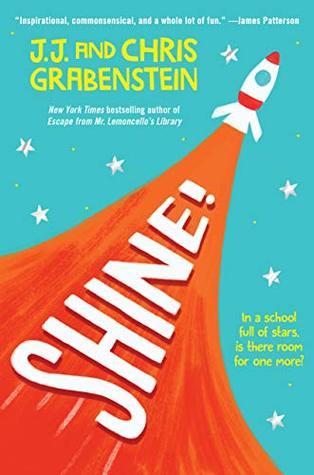 "Inspirational, commonsensical, and a whole lot of fun." —James Patterson
J.J. AND CHRIS
GRABENSTEIN
New York Times bestselling author of
Escape from Mr. Lemoncello's Library
SHINE!
In a school
full of stars,
is there room
for one more?